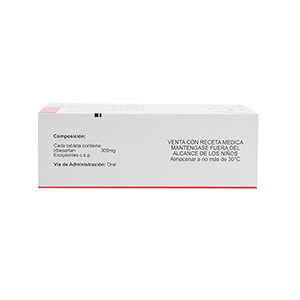 Composición:
Cada tableta contiene:
Irbesartan 300mg
Excipientes c.s.p.
Vía de Administración: Oral
VENTA CON RECETA MEDICA
MANTENGASE FUERA DEL
ALCANCE DE LOS NIÑOS
Almacenar a no más de 30°C